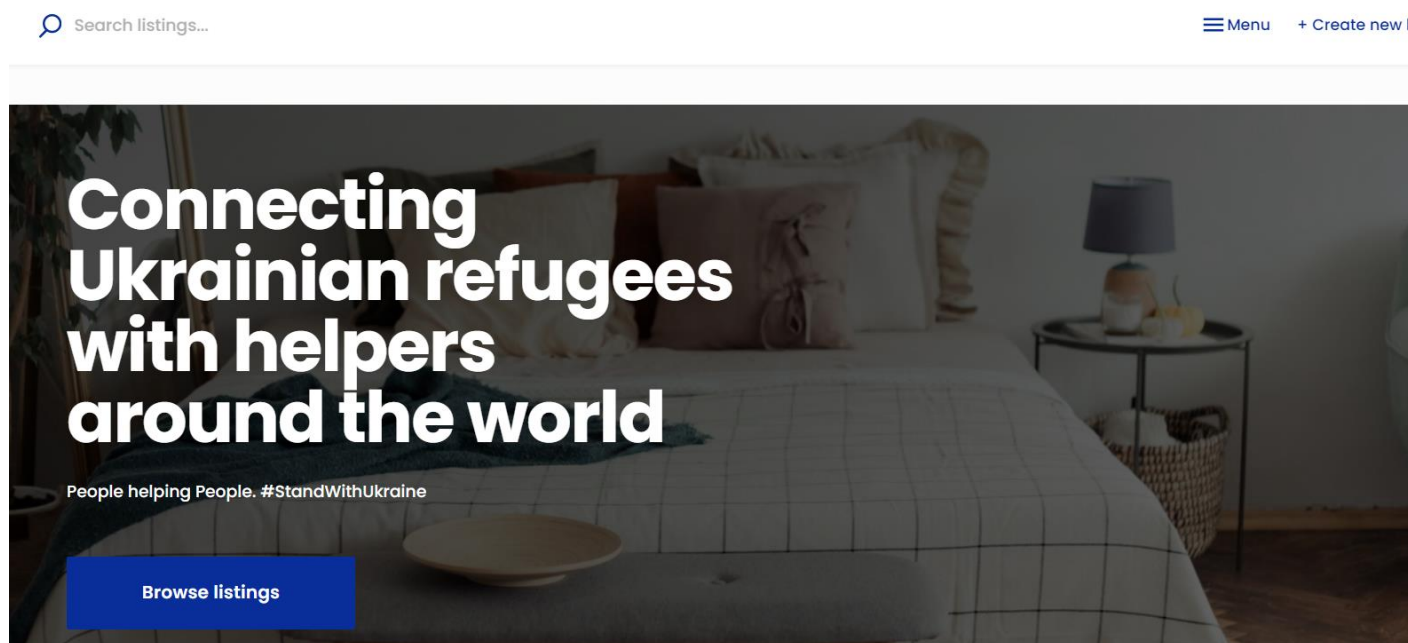 Search listings...
Menu
+ Create new
Connecting
Ukrainian refugees
with helpers
around the world
People helping People. #StandWithUkraine
Browse listings